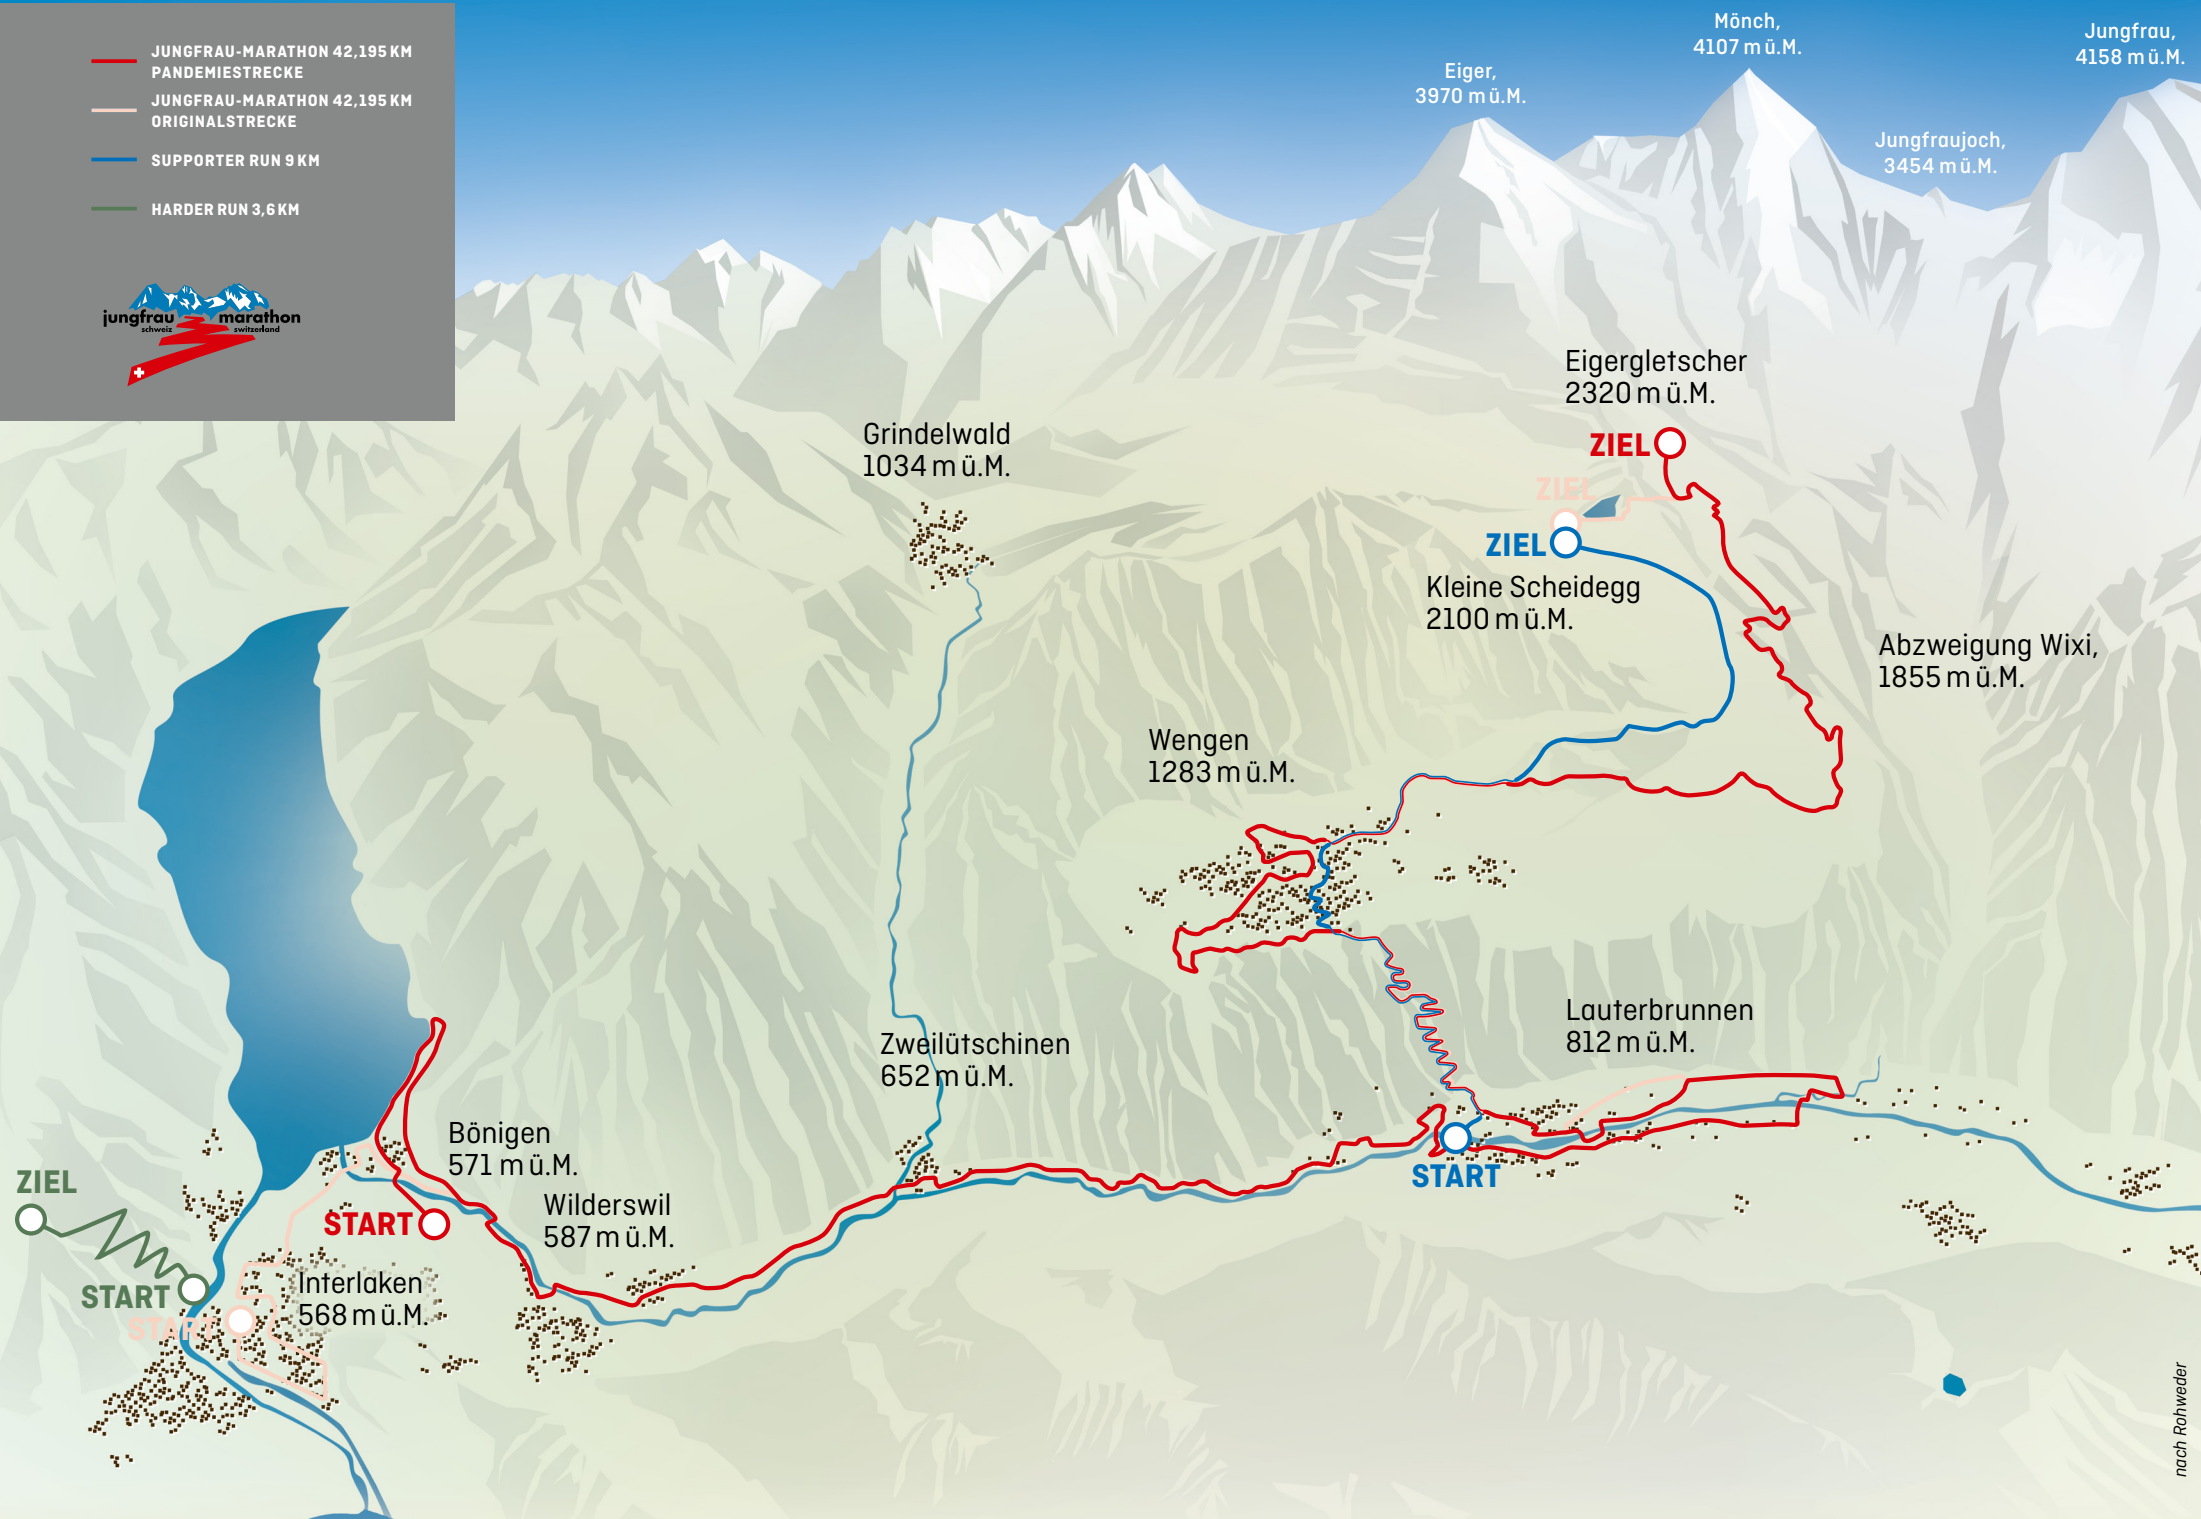 JUNGFRAU-MARATHON 42,195 KM
PANDEMIESTRECKE
JUNGFRAU-MARATHON 42,195 KM
ORIGINALSTRECKE
SUPPORTER RUN 9 KM
HARDER RUN 3,6 KM
jungfrau marathon
schweiz switzerland
Mönch,
4107 m ü.M.
Jungfrau,
4158 m ü.M.
Eiger,
3970 m ü.M.
Jungfraujoch,
3454 m ü.M.
Eigergletscher
2320 m ü.M.
Grindelwald
1034 m ü.M.
ZIEL
ZIEL
ZIEL
Kleine Scheidegg
2100 m ü.M.
Abzweigung Wixi,
1855 m ü.M.
Wengen
1283 m ü.M.
Lauterbrunnen
812 m ü.M.
Zweilütschinen
652 m ü.M.
Bönigen
571 m ü.M.
START
ZIEL
Wilderswil
587 m ü.M.
START
START
Interlaken
568 m ü.M.
START
nach Rohweder